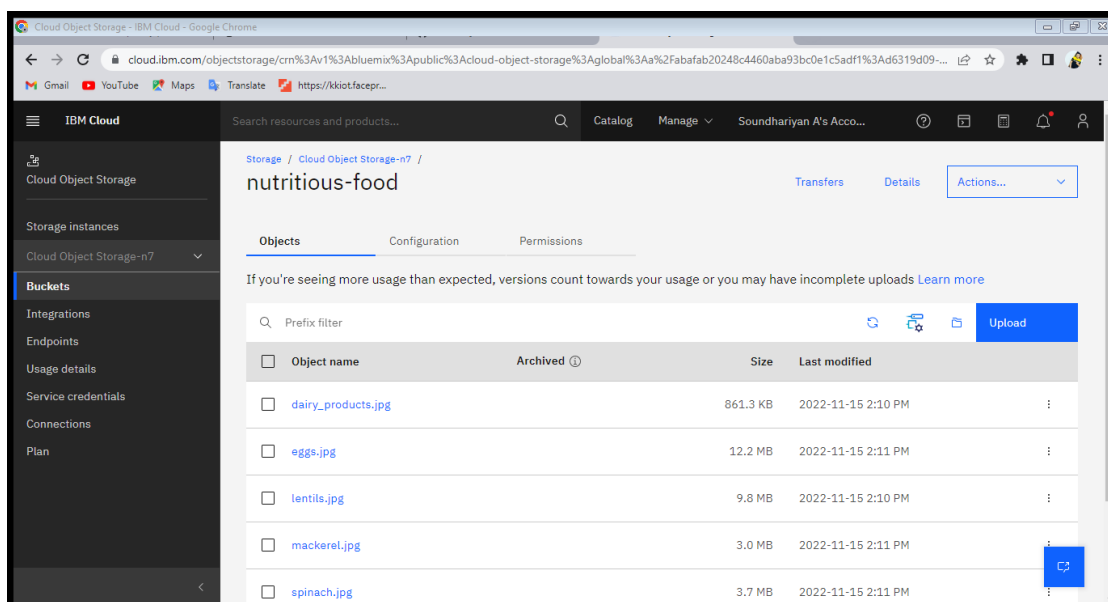 Cloud Object Storage - IBM Cloud - Google Chrome
cloud.ibm.com/objectstorage/crn%3Av1%3Abluemix%3Apublic%3Acloud-object-storage%3Aglobal%3Aa%2Fabafab20248c4460aba93bc0e1c5adf1%3Ad6319d09-...
Gmail YouTube Maps Translate https://kkiot.facepr...
IBM Cloud Search resources and products... Catalog Manage Soundhariyan A's Acco...
Cloud Object Storage
Storage instances
Cloud Object Storage-n7
Buckets
Integrations
Endpoints
Usage details
Service credentials
Connections
Plan
Storage / Cloud Object Storage-n7 /
nutritious-food
Transfers Details Actions...
Objects Configuration Permissions
If you're seeing more usage than expected, versions count towards your usage or you may have incomplete uploads Learn more
Prefix filter Upload
Object name Archived Size Last modified
dairy_products.jpg 861.3 KB 2022-11-15 2:10 PM
eggs.jpg 12.2 MB 2022-11-15 2:11 PM
lentils.jpg 9.8 MB 2022-11-15 2:10 PM
mackerel.jpg 3.0 MB 2022-11-15 2:11 PM
spinach.jpg 3.7 MB 2022-11-15 2:11 PM